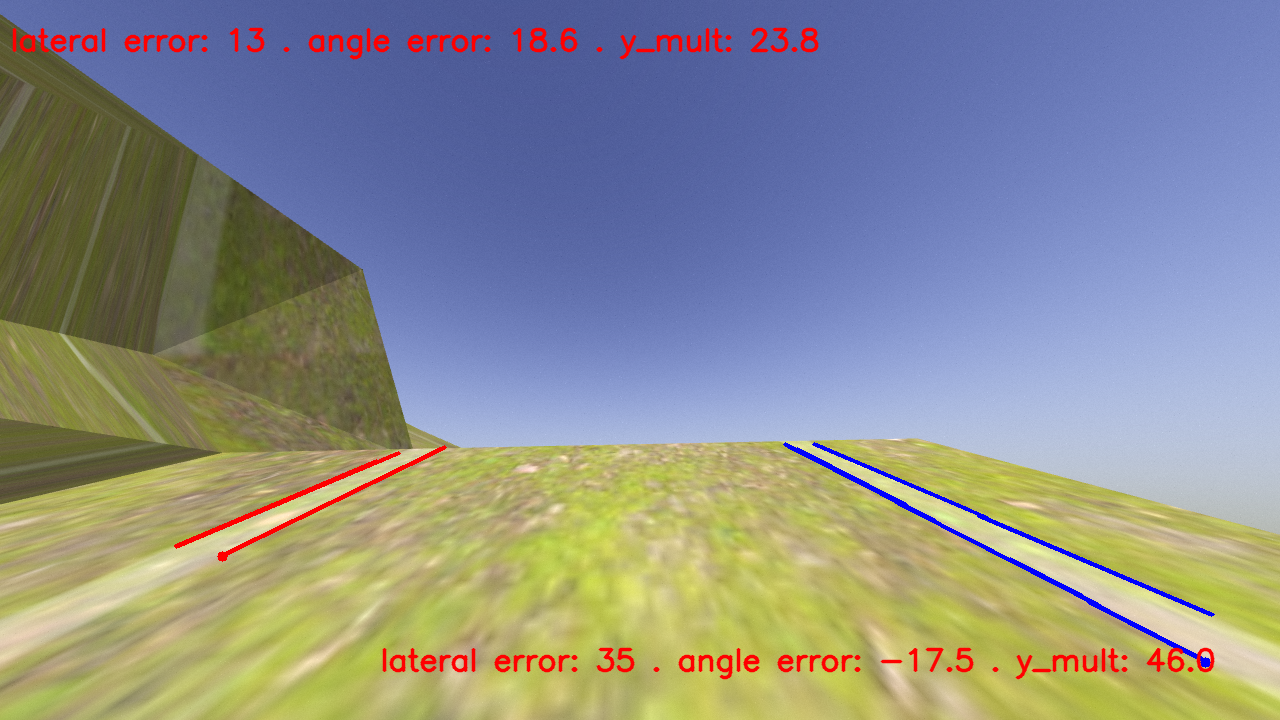 lateral error: 13 . angle error: 18.6 . y_mult: 23.8
lateral error: 35 . angle error: −17.5 . y_mult: 46.0